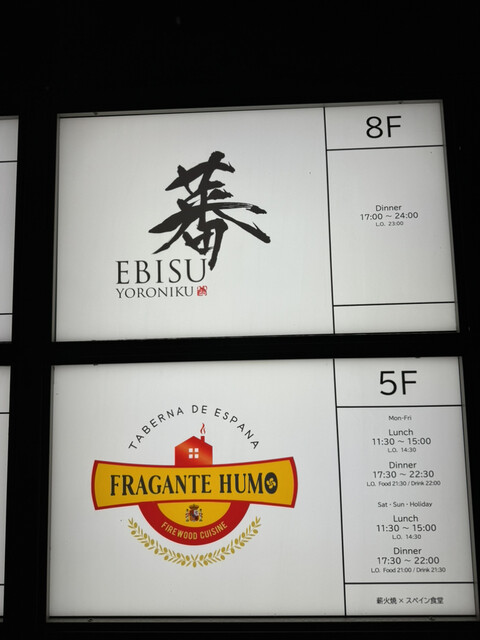 蕃
EBISU
YORONIKU
8F
Dinner
17:00 ~ 24:00
L.O. 23:00
TABERNA DE ESPANA
FRAGANTE HUMO
FIREWOOD CUISINE
5F
Mon-Fri
Lunch
11:30 ~ 15:00
L.O. 14:30
Dinner
17:30 ~ 22:30
L.O. Food 21:30 / Drink 22:00
Sat・Sun・Holiday
Lunch
11:30 ~ 15:00
L.O. 14:30
Dinner
17:30 ~ 22:00
L.O. Food 21:00 / Drink 21:30
薪火焼 × スペイン食堂